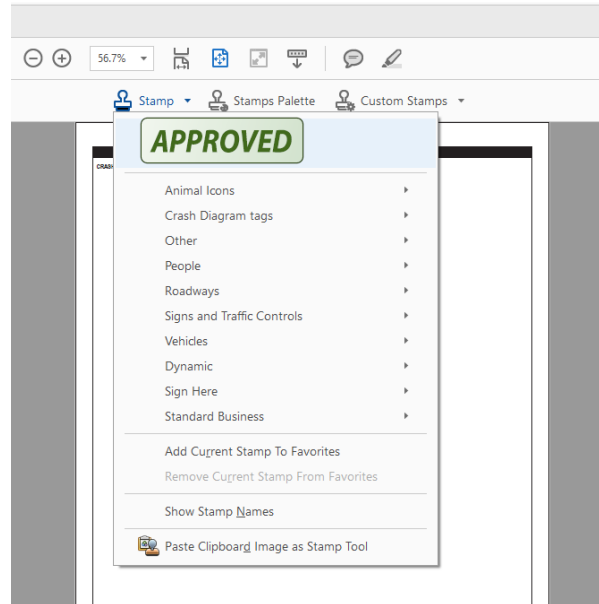 56.7%
Stamp Stamps Palette Custom Stamps
APPROVED
CRASH
Animal Icons
Crash Diagram tags
Other
People
Roadways
Signs and Traffic Controls
Vehicles
Dynamic
Sign Here
Standard Business
Add Current Stamp To Favorites
Remove Current Stamp From Favorites
Show Stamp Names
Paste Clipboard Image as Stamp Tool